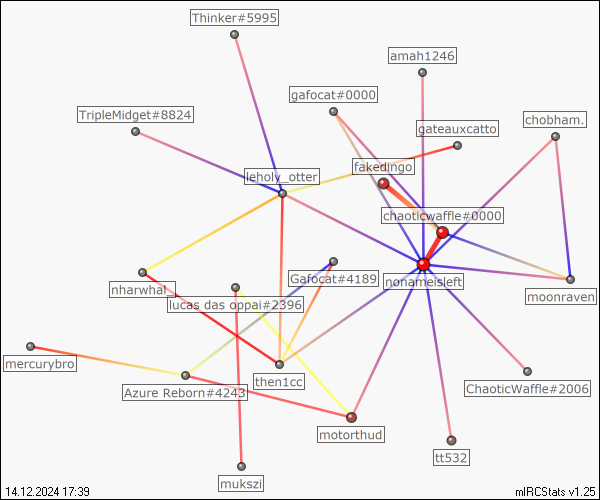 Thinker#5995
amah1246
gafocat#0000
TripleMidget#8824
chobham.
gateauxcatto
fakedingo
leholy_otter
chaoticwaffle#0000
Gafocat#4189
nonameisleft
nharwhal_
moonraven
lucas das oppai#2396
mercurybro
then1cc
ChaoticWaffle#2006
Azure Reborn#4243
motorthud
tt532
mukszi
14.12.2024 17:39
mIRCStats v1.25